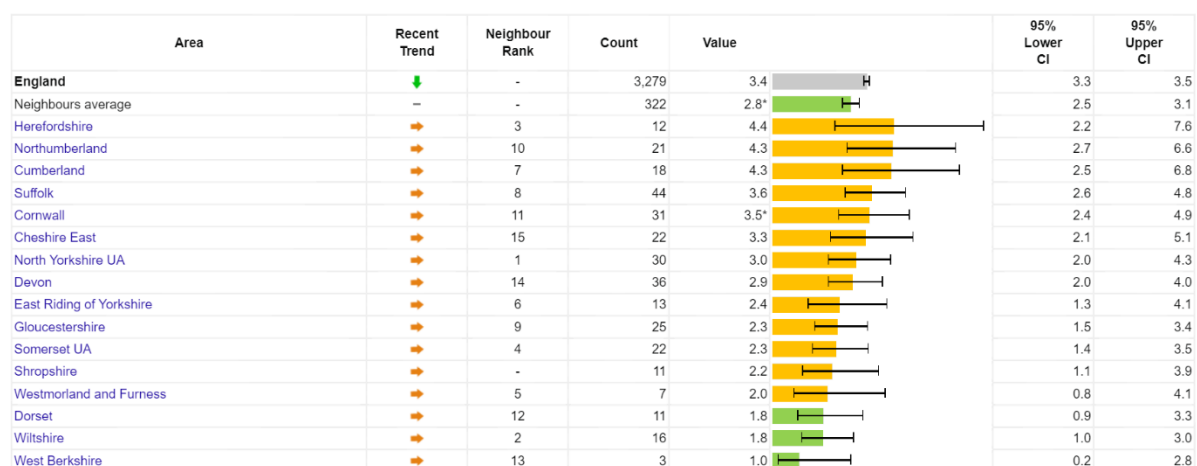 Area Recent Trend Neighbour Rank Count Value 95% Lower CI 95% Upper CI
England - 3,279 3.4 3.3 3.5
Neighbours average – - 322 2.8* 2.5 3.1
Herefordshire 3 12 4.4 2.2 7.6
Northumberland 10 21 4.3 2.7 6.6
Cumberland 7 18 4.3 2.5 6.8
Suffolk 8 44 3.6 2.6 4.8
Cornwall 11 31 3.5* 2.4 4.9
Cheshire East 15 22 3.3 2.1 5.1
North Yorkshire UA 1 30 3.0 2.0 4.3
Devon 14 36 2.9 2.0 4.0
East Riding of Yorkshire 6 13 2.4 1.3 4.1
Gloucestershire 9 25 2.3 1.5 3.4
Somerset UA 4 22 2.3 1.4 3.5
Shropshire - 11 2.2 1.1 3.9
Westmorland and Furness 5 7 2.0 0.8 4.1
Dorset 12 11 1.8 0.9 3.3
Wiltshire 2 16 1.8 1.0 3.0
West Berkshire 13 3 1.0 0.2 2.8